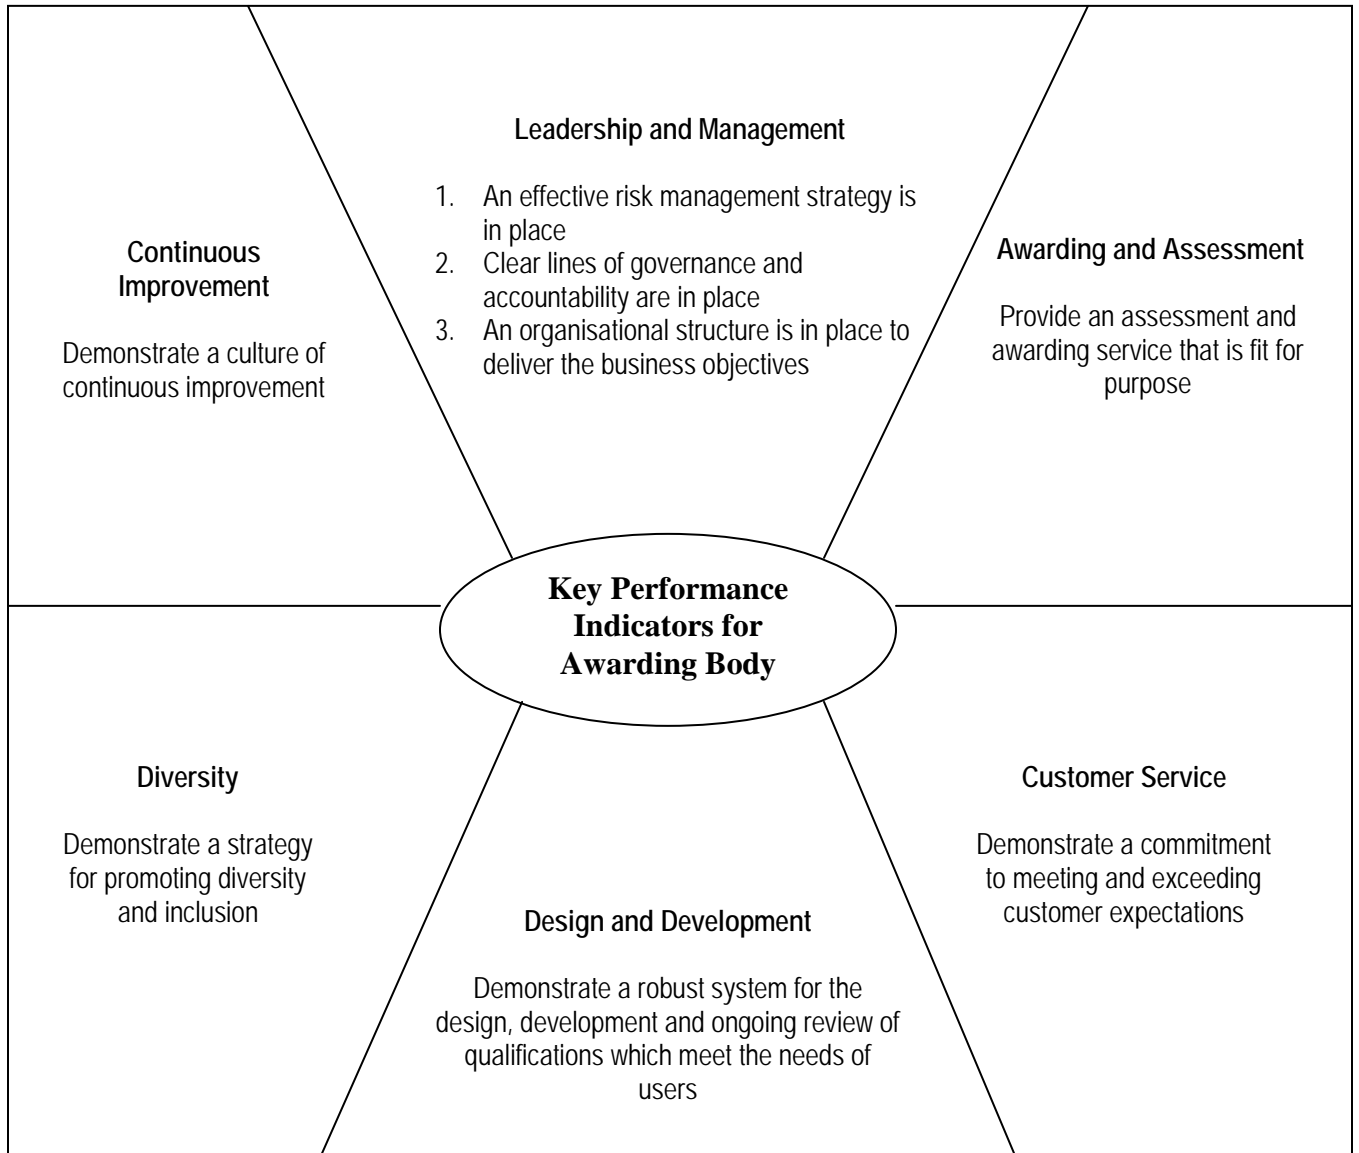 Leadership and Management
1. An effective risk management strategy is
in place
2. Clear lines of governance and
accountability are in place
3. An organisational structure is in place to
deliver the business objectives
Continuous
Improvement
Demonstrate a culture of
continuous improvement
Awarding and Assessment
Provide an assessment and
awarding service that is fit for
purpose
Key Performance
Indicators for
Awarding Body
Diversity
Demonstrate a strategy
for promoting diversity
and inclusion
Design and Development
Demonstrate a robust system for the
design, development and ongoing review of
qualifications which meet the needs of
users
Customer Service
Demonstrate a commitment
to meeting and exceeding
customer expectations